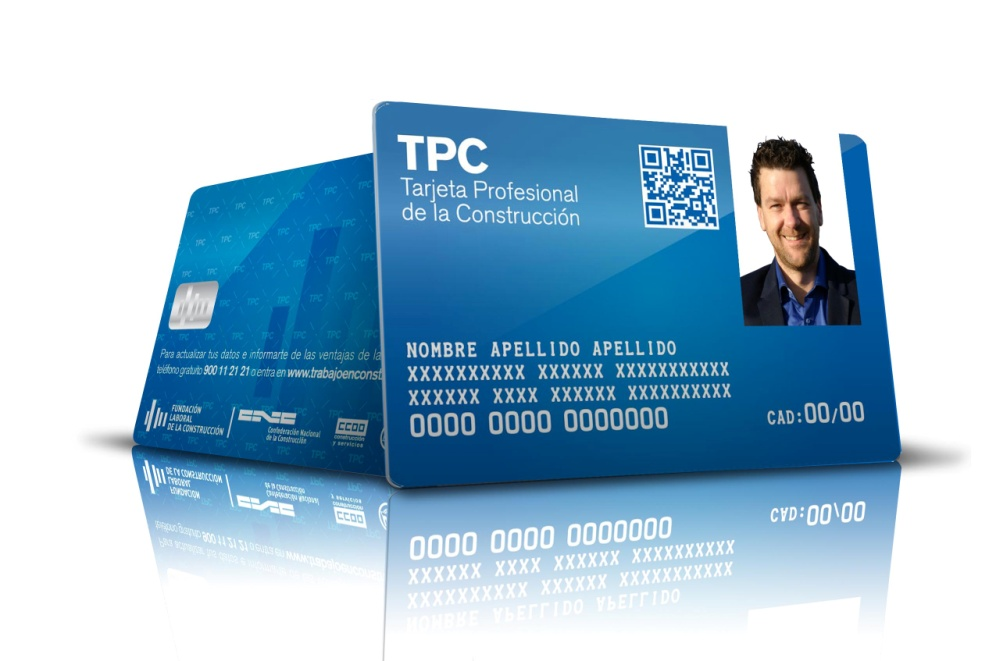 TPC
Tarjeta Profesional
de la Construcción
NOMBRE APELLIDO APELLIDO
XXXXXXXXXX XXXXXX XXXXXXXXXXX
XXXXXX XXXX XXXXXX XXXXXXXXXX
0000 0000 0000000
CAD:00/00
Para actualizar tus datos e informarte de las ventajas de la
teléfono gratuito 900 11 21 21 o entra en www.trabajoenconst
FUNDACIÓN
LABORAL
DE LA CONSTRUCCIÓN
CNC
Confederación Nacional
de la Construcción
CCOO
construcción
y servicios